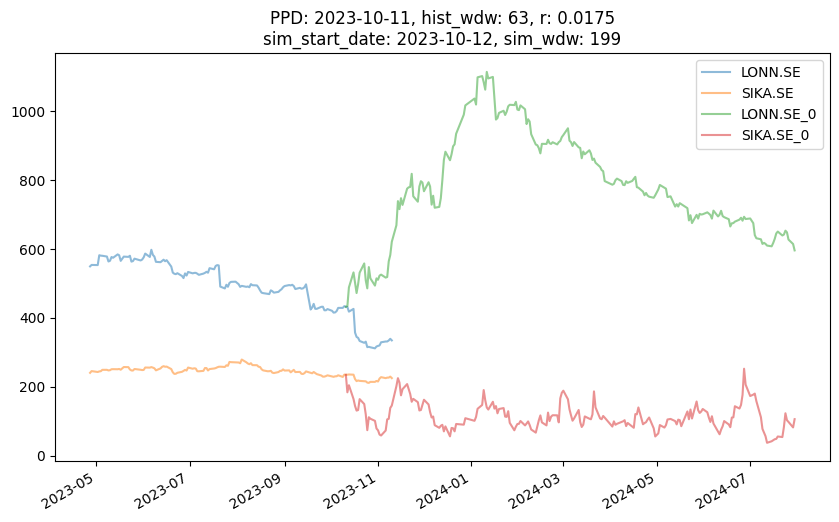 PPD: 2023-10-11, hist_wdw: 63, r: 0.0175
sim_start_date: 2023-10-12, sim_wdw: 199
LONN.SE
SIKA.SE
LONN.SE_0
SIKA.SE_0
1000
800
600
400
200
0
2023-05
2023-07
2023-09
2023-11
2024-01
2024-03
2024-05
2024-07